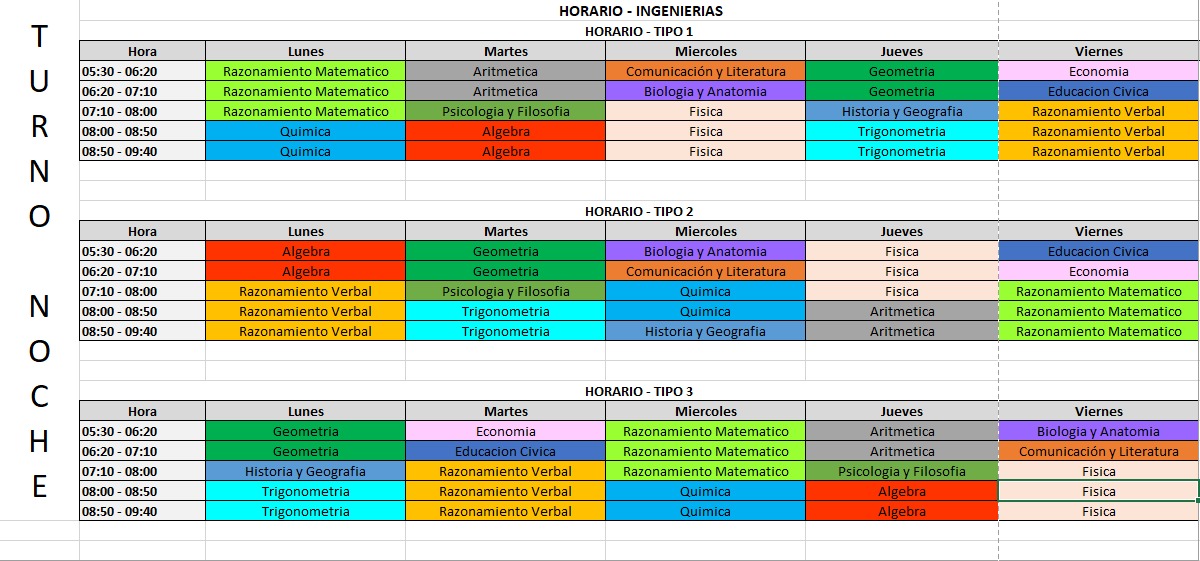 TURNO NOCHE
HORARIO - INGENIERIAS
HORARIO - TIPO 1
Hora Lunes Martes Miercoles Jueves Viernes
05:30 - 06:20 Razonamiento Matematico Aritmetica Comunicación y Literatura Geometria Economia
06:20 - 07:10 Razonamiento Matematico Aritmetica Biologia y Anatomia Geometria Educacion Civica
07:10 - 08:00 Razonamiento Matematico Psicologia y Filosofia Fisica Historia y Geografia Razonamiento Verbal
08:00 - 08:50 Quimica Algebra Fisica Trigonometria Razonamiento Verbal
08:50 - 09:40 Quimica Algebra Fisica Trigonometria Razonamiento Verbal
HORARIO - TIPO 2
Hora Lunes Martes Miercoles Jueves Viernes
05:30 - 06:20 Algebra Geometria Biologia y Anatomia Fisica Educacion Civica
06:20 - 07:10 Algebra Geometria Comunicación y Literatura Fisica Economia
07:10 - 08:00 Razonamiento Verbal Psicologia y Filosofia Quimica Fisica Razonamiento Matematico
08:00 - 08:50 Razonamiento Verbal Trigonometria Quimica Aritmetica Razonamiento Matematico
08:50 - 09:40 Razonamiento Verbal Trigonometria Historia y Geografia Aritmetica Razonamiento Matematico
HORARIO - TIPO 3
Hora Lunes Martes Miercoles Jueves Viernes
05:30 - 06:20 Geometria Economia Razonamiento Matematico Aritmetica Biologia y Anatomia
06:20 - 07:10 Geometria Educacion Civica Razonamiento Matematico Aritmetica Comunicación y Literatura
07:10 - 08:00 Historia y Geografia Razonamiento Verbal Razonamiento Matematico Psicologia y Filosofia Fisica
08:00 - 08:50 Trigonometria Razonamiento Verbal Quimica Algebra Fisica
08:50 - 09:40 Trigonometria Razonamiento Verbal Quimica Algebra Fisica